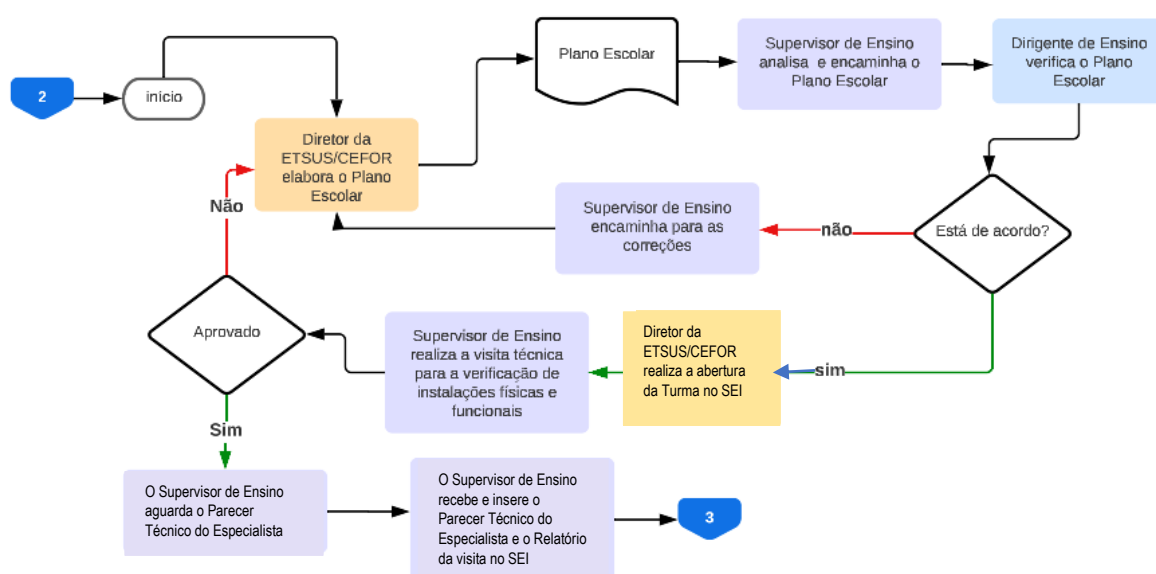 2
início
Diretor da
ETSUS/CEFOR
elabora o Plano
Escolar
Plano Escolar
Supervisor de Ensino
analisa e encaminha o
Plano Escolar
Dirigente de Ensino
verifica o Plano
Escolar
Está de acordo?
não
Supervisor de Ensino
encaminha para as
correções
sim
Diretor da
ETSUS/CEFOR
realiza a abertura
da Turma no SEI
Supervisor de Ensino
realiza a visita técnica
para a verificação de
instalações físicas e
funcionais
Aprovado
Não
Sim
O Supervisor de Ensino
aguarda o Parecer
Técnico do Especialista
O Supervisor de Ensino
recebe e insere o
Parecer Técnico do
Especialista e o Relatório
da visita no SEI
3